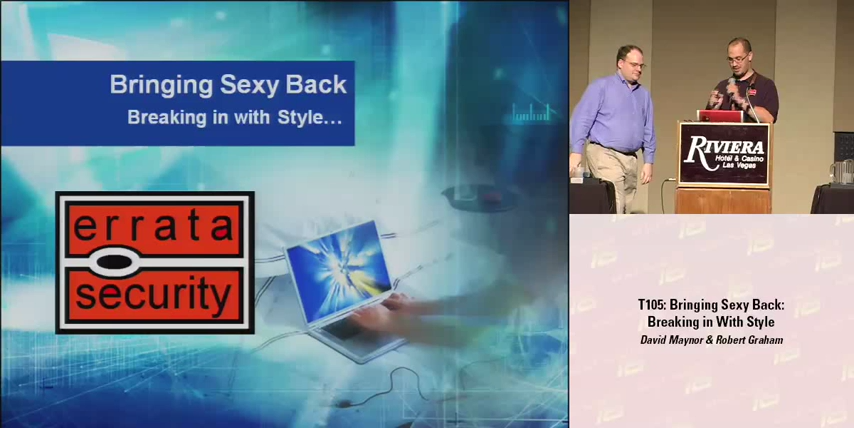 Bringing Sexy Back
Breaking in with Style...
errata
security
RIVIERA
Hotel & Casino
Las Vegas
T105: Bringing Sexy Back:
Breaking in With Style
David Maynor & Robert Graham